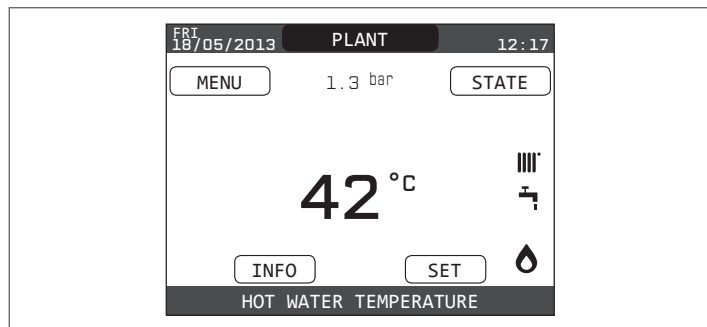 FRI
18/05/2013 PLANT 12:17
MENU 1.3 bar STATE
42 °C
INFO SET
HOT WATER TEMPERATURE